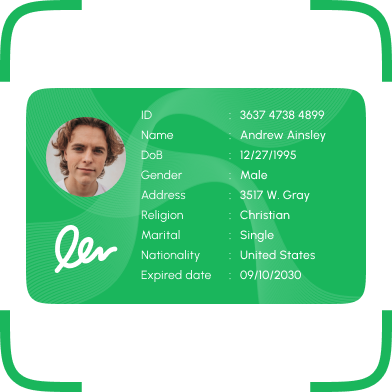 ID : 3637 4738 4899
Name : Andrew Ainsley
DoB : 12/27/1995
Gender : Male
Address : 3517 W. Gray
Religion : Christian
Marital : Single
Nationality : United States
Expired date : 09/10/2030